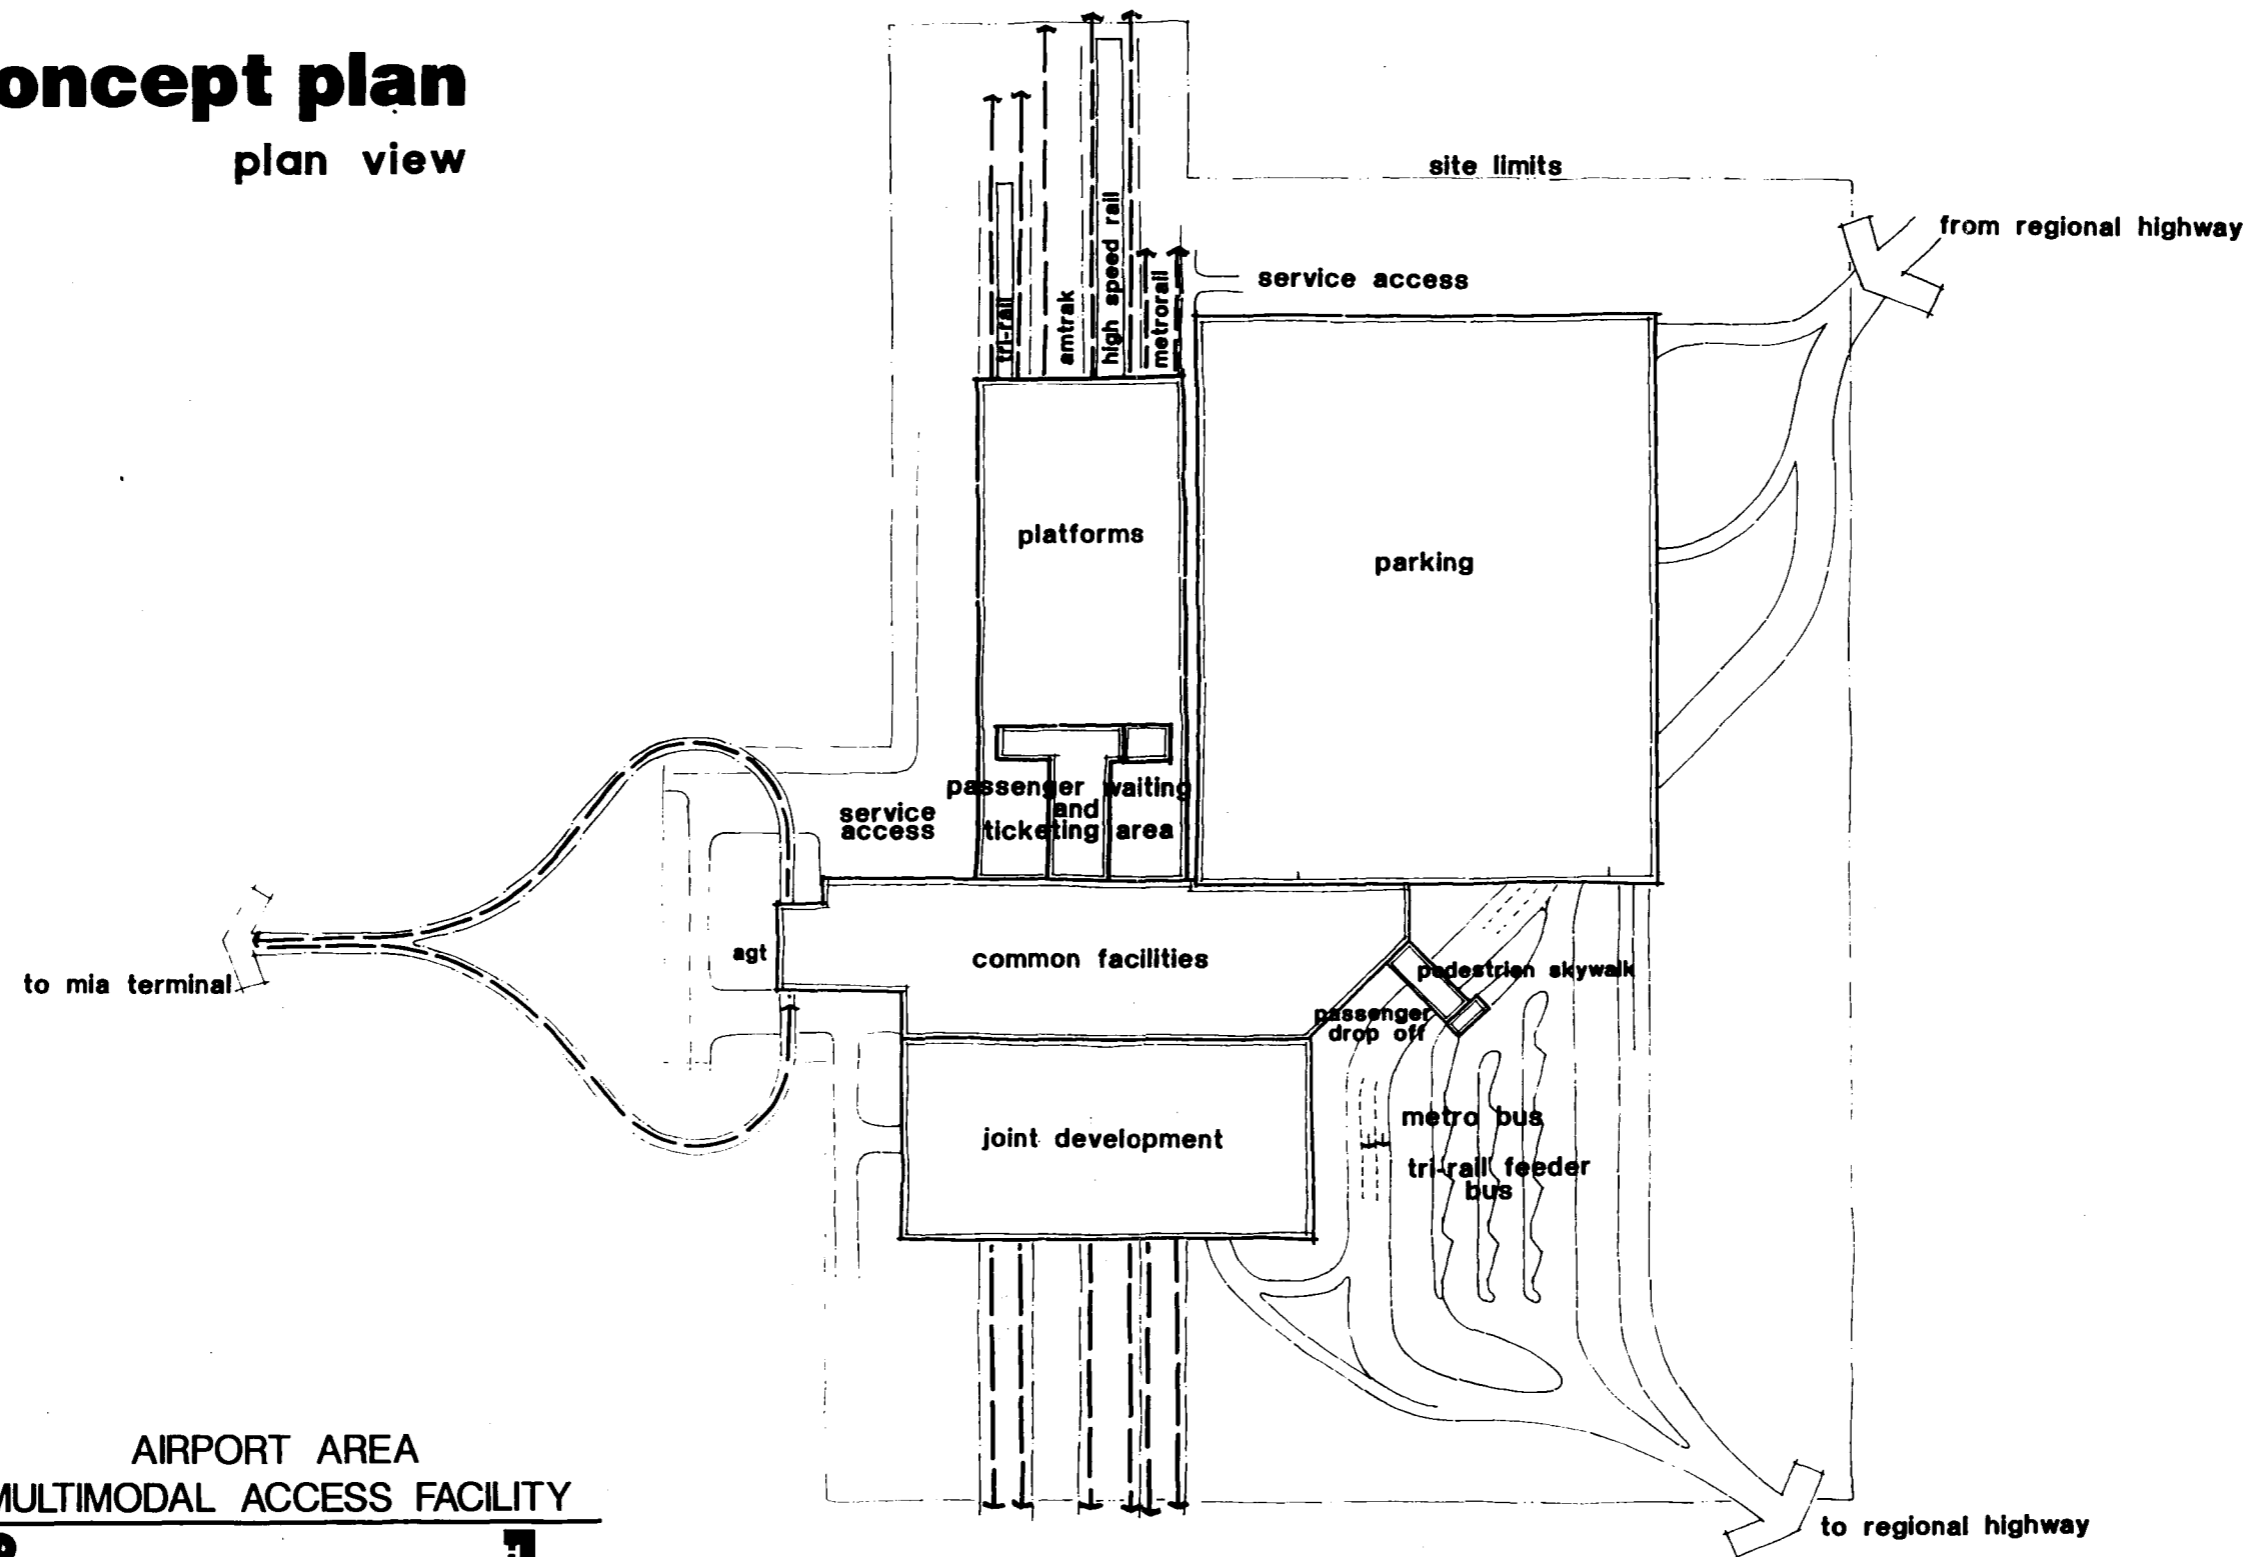 oncept plan
plan view
site limits
from regional highway
service access
tri-rail
amtrak
high speed rail
metrorail
platforms
parking
passenger waiting
and
ticketing area
service
access
agt
common facilities
pedestrian skywalk
to mia terminal
passenger
drop off
metro bus
joint development
tri-rail feeder
bus
AIRPORT AREA
MULTIMODAL ACCESS FACILITY
to regional highway